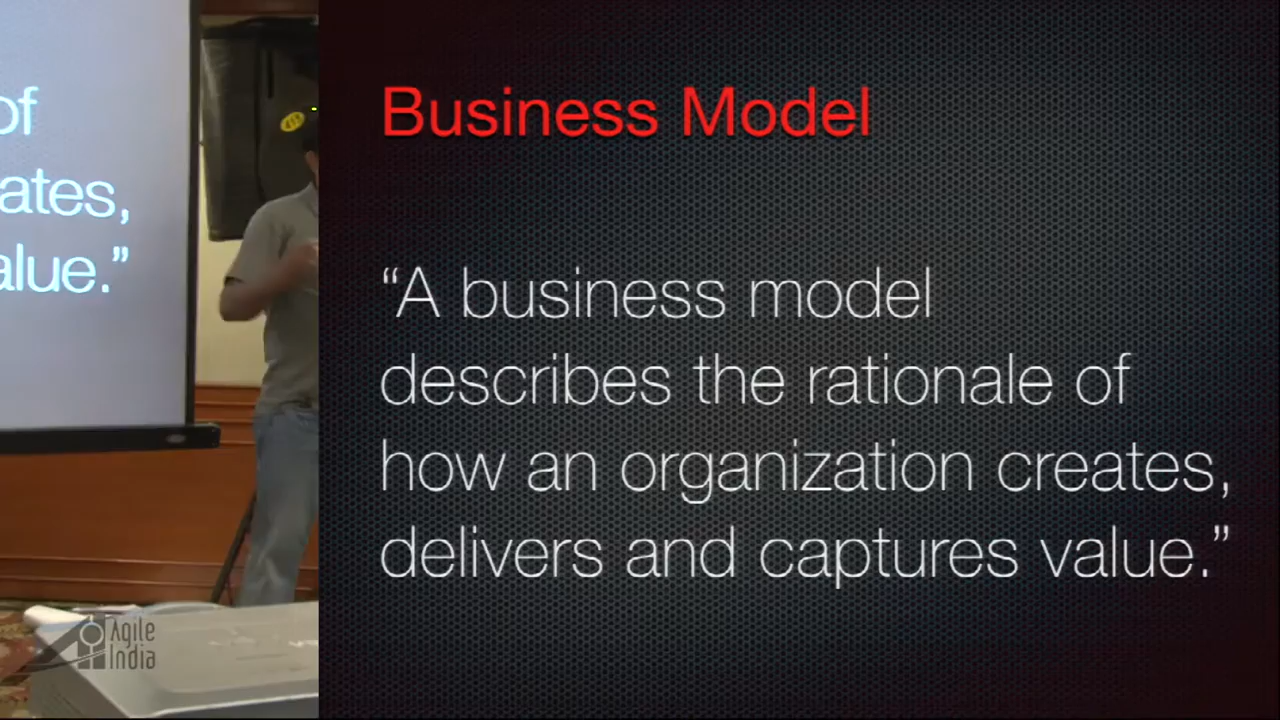 of
ates,
alue.”
Business Model
“A business model
describes the rationale of
how an organization creates,
delivers and captures value.”
Agile
India